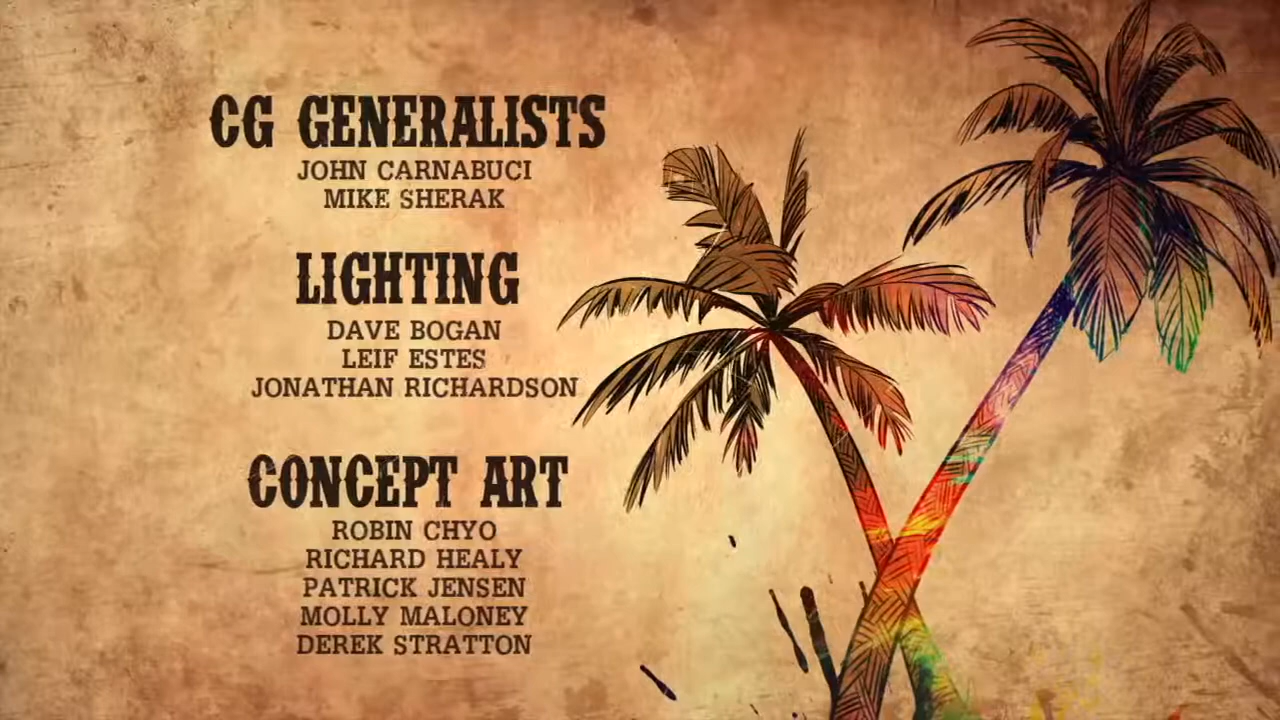 CG GENERALISTS
JOHN CARNABUCI
MIKE SHERAK
LIGHTING
DAVE BOGAN
LEIF ESTES
JONATHAN RICHARDSON
CONCEPT ART
ROBIN CHYO
RICHARD HEALY
PATRICK JENSEN
MOLLY MALONEY
DEREK STRATTON